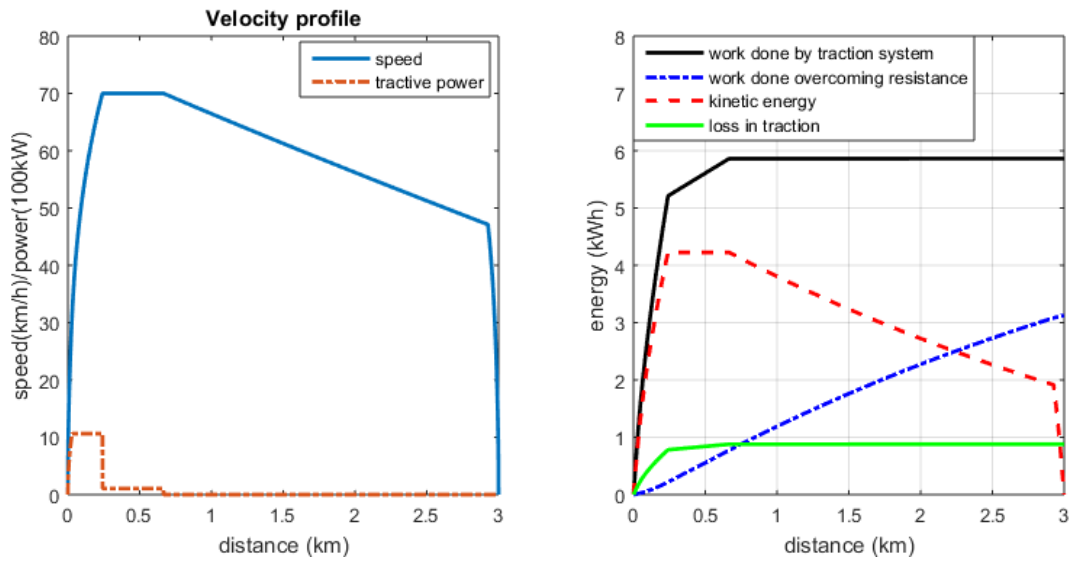 Velocity profile
speed
tractive power
80
70
60
50
40
30
20
10
0
speed(km/h)/power(100kW)
0
0.5
1
1.5
2
2.5
3
distance (km)
work done by traction system
work done overcoming resistance
kinetic energy
loss in traction
8
7
6
5
4
3
2
1
0
energy (kWh)
0
0.5
1
1.5
2
2.5
3
distance (km)